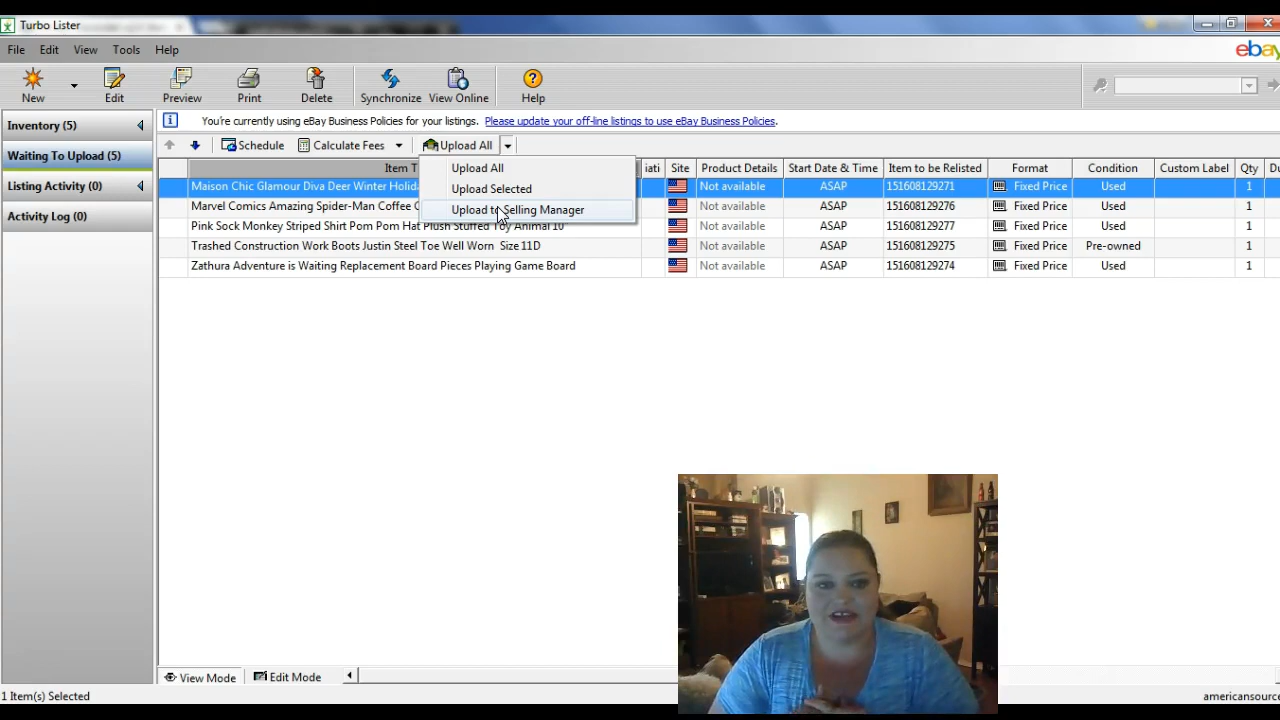 Turbo Lister
File Edit View Tools Help
ebay
New Edit Preview Print Delete Synchronize View Online Help
Inventory (5)
You're currently using eBay Business Policies for your listings. Please update your off-line listings to use eBay Business Policies.
Waiting To Upload (5)
Schedule Calculate Fees Upload All
Listing Activity (0)
Activity Log (0)
Upload All
Upload Selected
Upload to Selling Manager
Item T iati Site Product Details Start Date & Time Item to be Relisted Format Condition Custom Label Qty Du
Maison Chic Glamour Diva Deer Winter Holida Not available ASAP 151608129271 Fixed Price Used 1
Marvel Comics Amazing Spider-Man Coffee C Not available ASAP 151608129276 Fixed Price Used 1
Pink Sock Monkey Striped Shirt Pom Pom Hat Plush Stuffed Toy Animal 10" Not available ASAP 151608129277 Fixed Price Used 1
Trashed Construction Work Boots Justin Steel Toe Well Worn Size 11D Not available ASAP 151608129275 Fixed Price Pre-owned 1
Zathura Adventure is Waiting Replacement Board Pieces Playing Game Board Not available ASAP 151608129274 Fixed Price Used 1
View Mode Edit Mode
1 Item(s) Selected
americansource